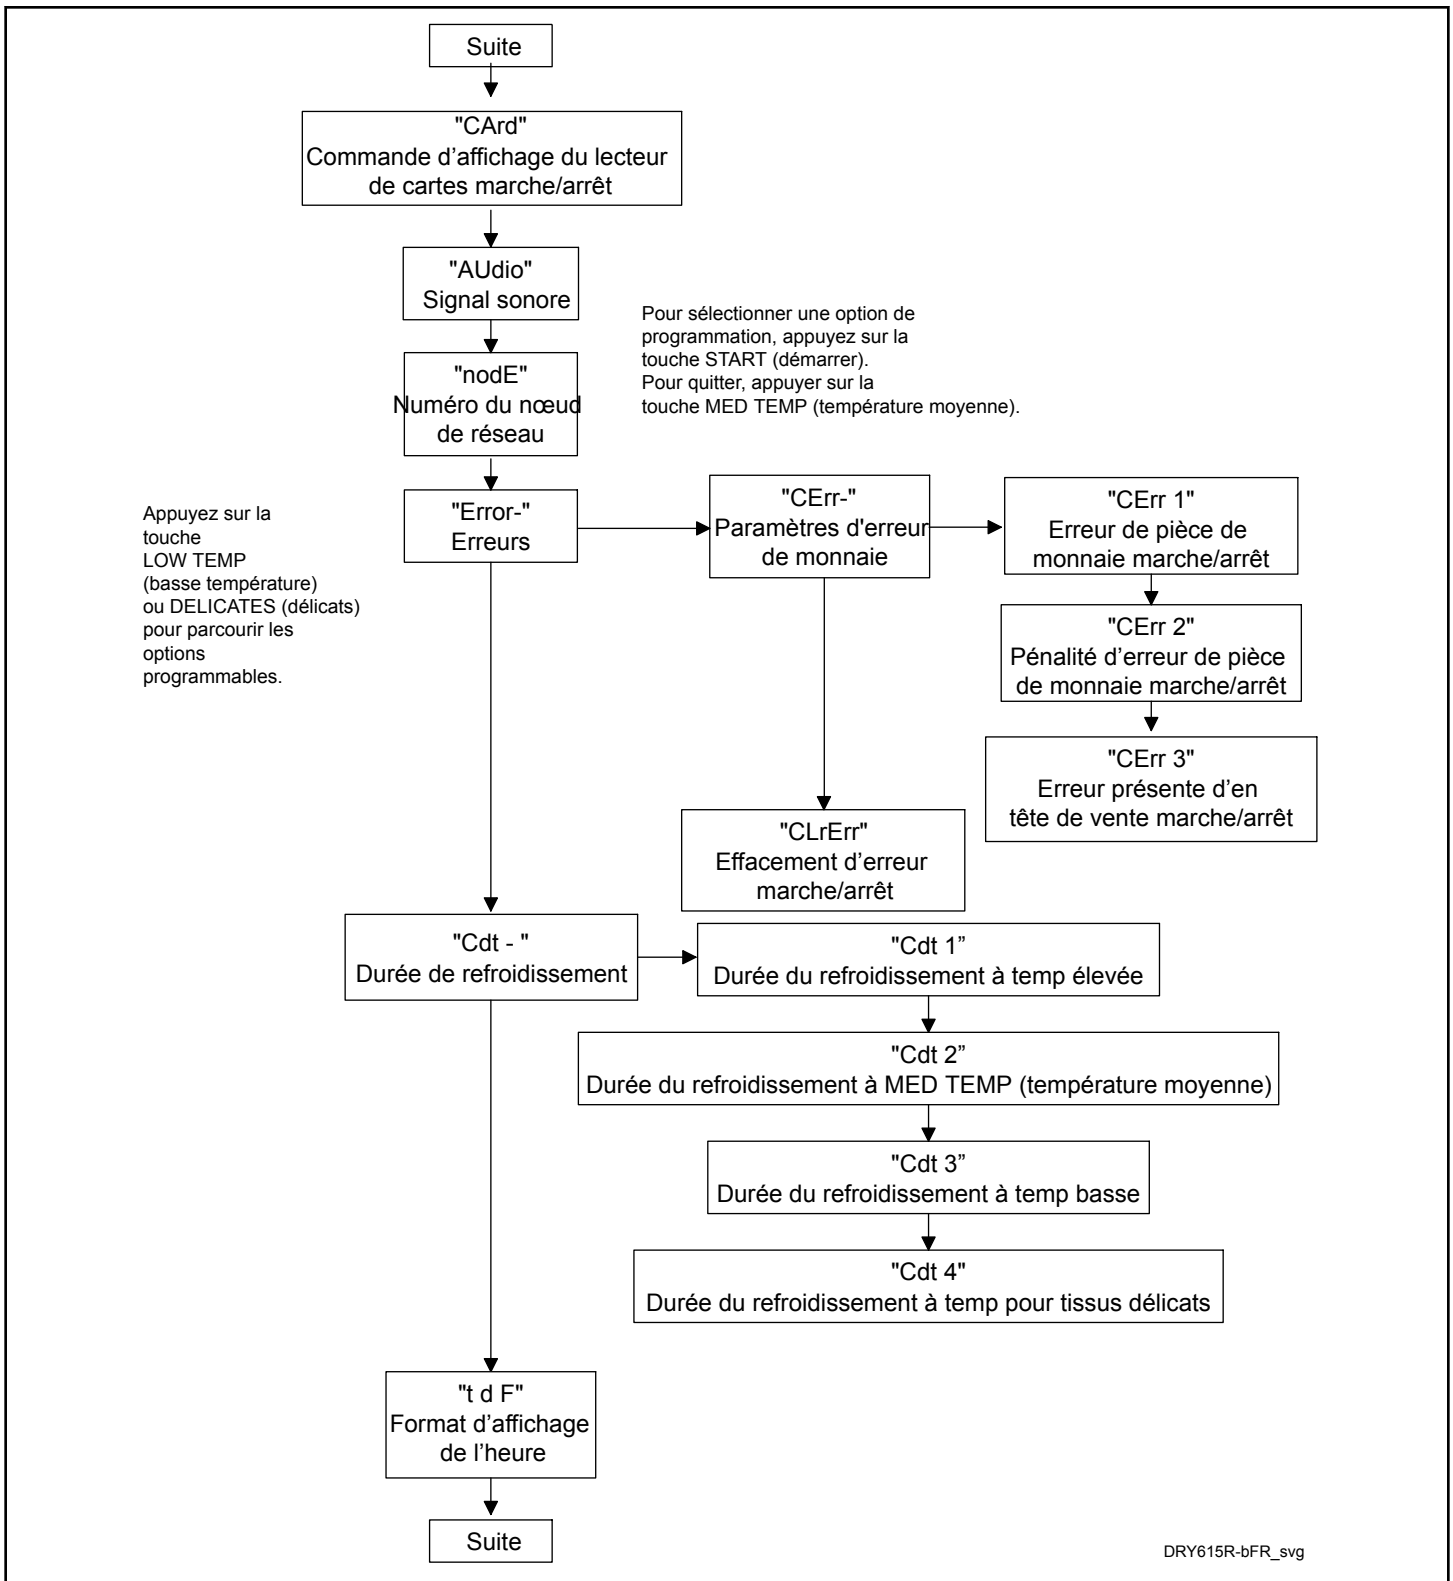 Suite
"CArd"
Commande d’affichage du lecteur
de cartes marche/arrêt
"AUdio"
Signal sonore
Pour sélectionner une option de
programmation, appuyez sur la
touche START (démarrer).
Pour quitter, appuyer sur la
touche MED TEMP (température moyenne).
"nodE"
Numéro du nœud
de réseau
Appuyez sur la
touche
LOW TEMP
(basse température)
ou DELICATES (délicats)
pour parcourir les
options
programmables.
"Error-"
Erreurs
"CErr-"
Paramètres d'erreur
de monnaie
"CErr 1"
Erreur de pièce de
monnaie marche/arrêt
"CErr 2"
Pénalité d’erreur de pièce
de monnaie marche/arrêt
"CErr 3"
Erreur présente d’en
tête de vente marche/arrêt
"CLrErr"
Effacement d’erreur
marche/arrêt
"Cdt - "
Durée de refroidissement
"Cdt 1”
Durée du refroidissement à temp élevée
"Cdt 2”
Durée du refroidissement à MED TEMP (température moyenne)
"Cdt 3”
Durée du refroidissement à temp basse
"Cdt 4"
Durée du refroidissement à temp pour tissus délicats
"t d F"
Format d’affichage
de l’heure
Suite
DRY615R-bFR_svg